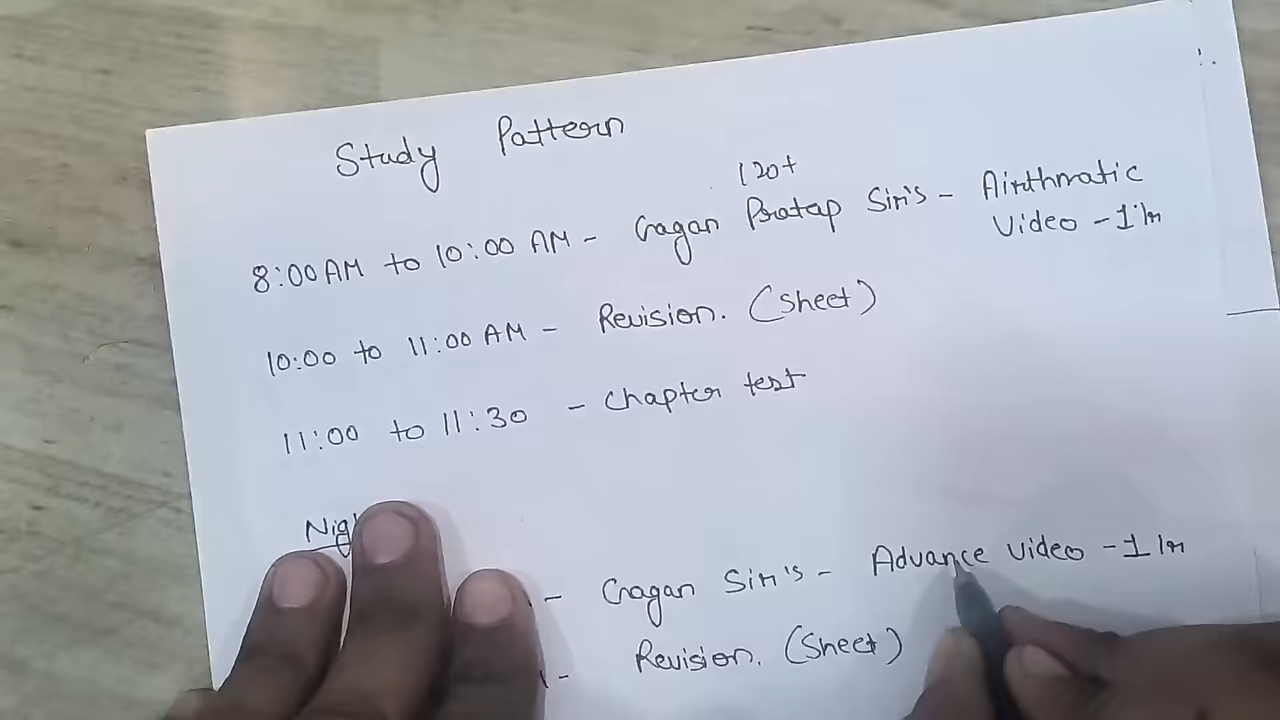 Study Pattern
120+
8:00 AM to 10:00 AM - Gagan Pratap Sir's - Airthmatic
Video - 1 hr
10:00 to 11:00 AM - Revision. (Sheet)
11:00 to 11:30 - Chapter test
- Gagan Sir's - Advance video - 1 hr
- Revision. (Sheet)